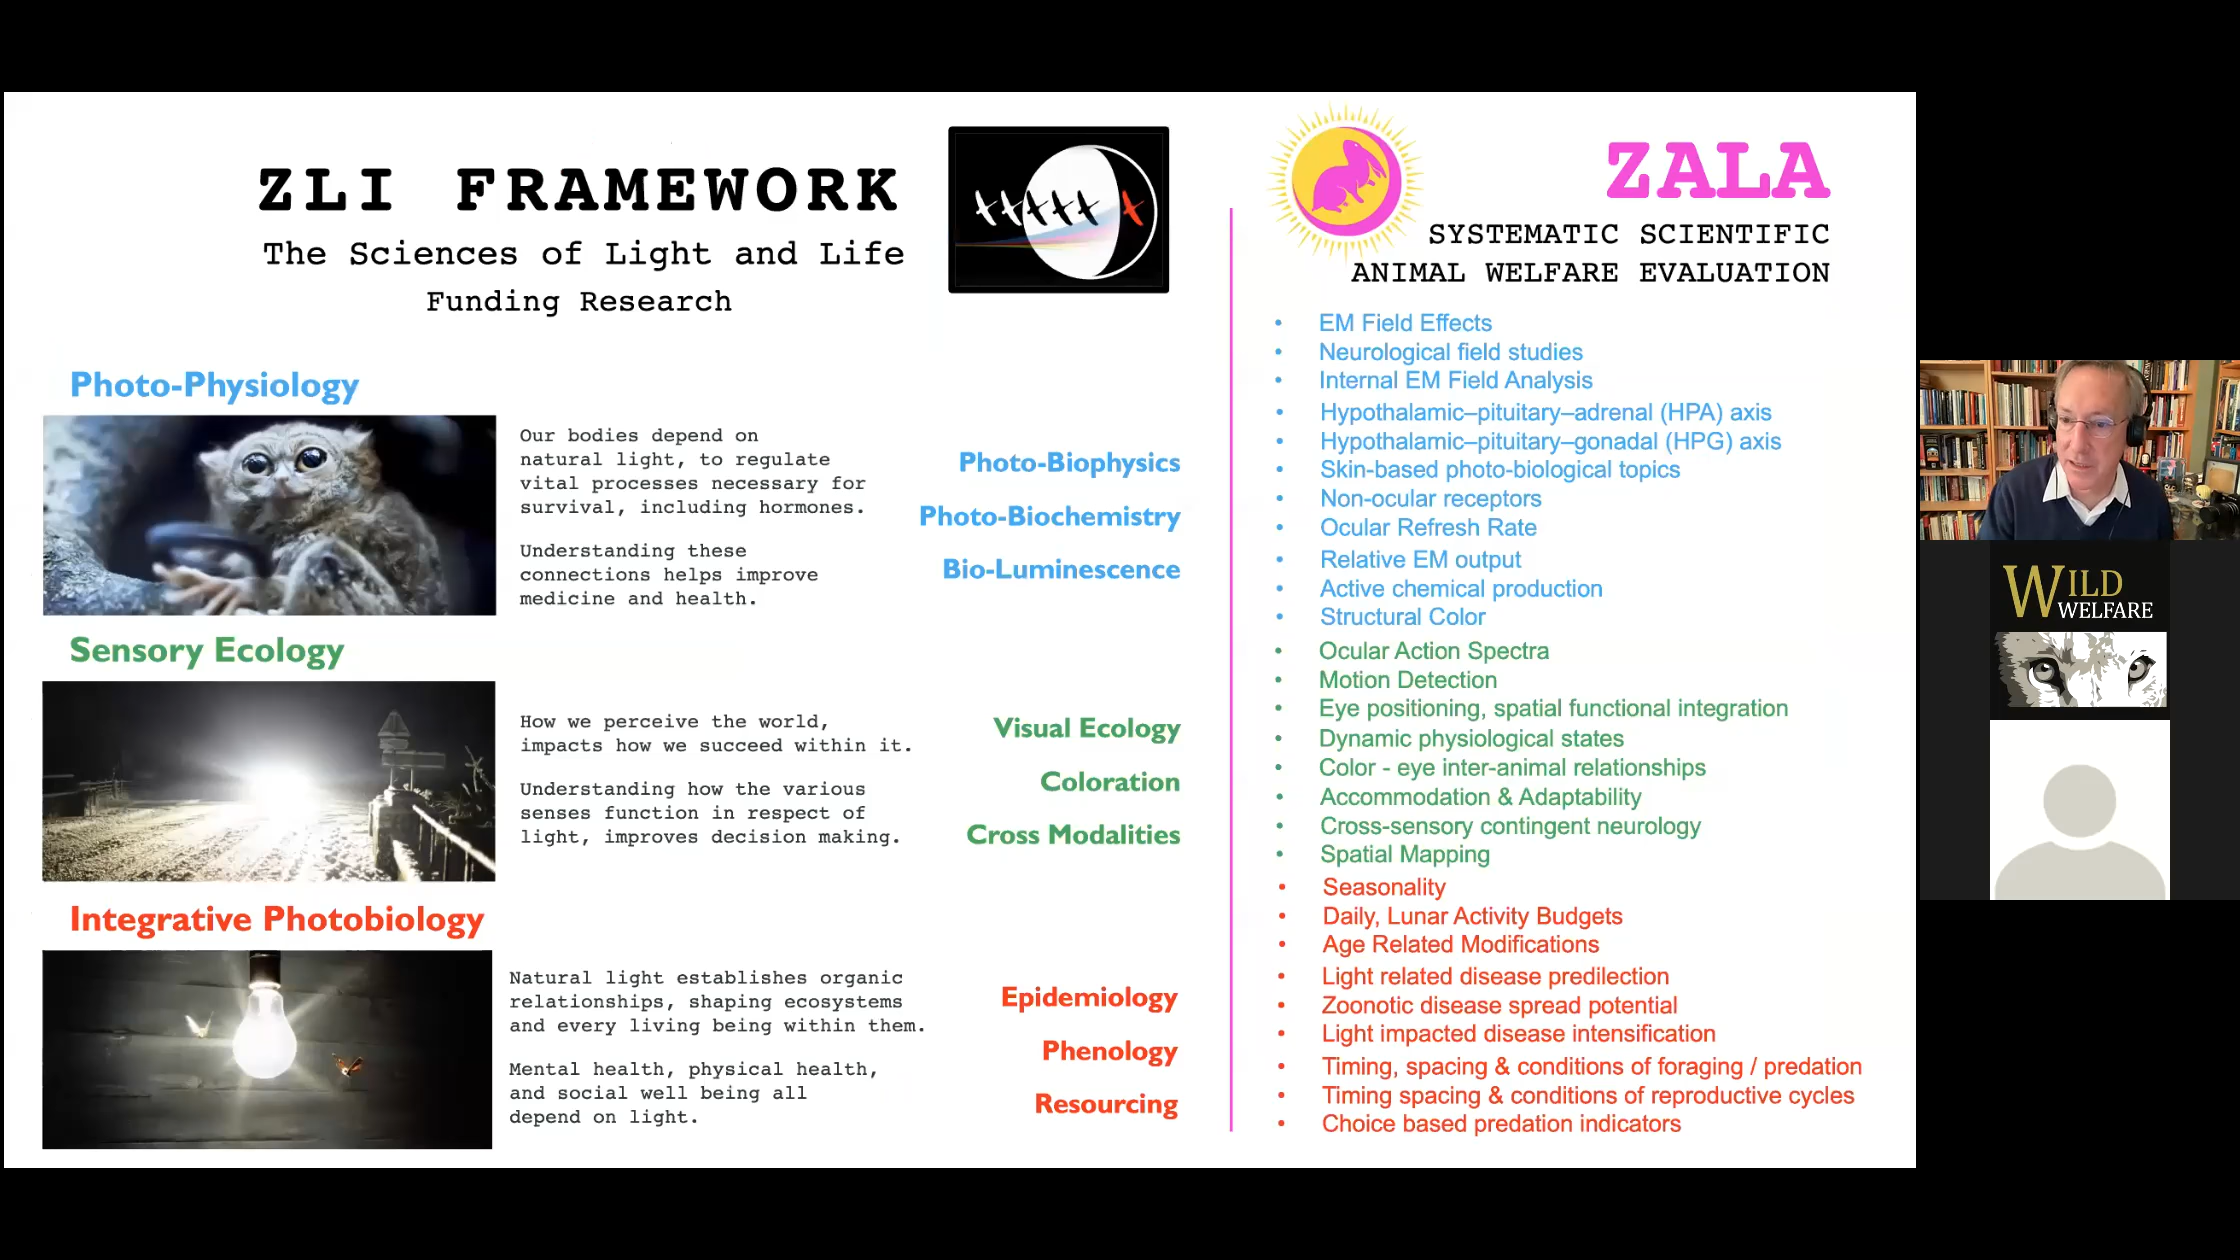 ZLI FRAMEWORK
The Sciences of Light and Life
Funding Research
Photo-Physiology
Our bodies depend on
natural light, to regulate
vital processes necessary for
survival, including hormones.
Understanding these
connections helps improve
medicine and health.
Photo-Biophysics
Photo-Biochemistry
Bio-Luminescence
Sensory Ecology
How we perceive the world,
impacts how we succeed within it.
Understanding how the various
senses function in respect of
light, improves decision making.
Visual Ecology
Coloration
Cross Modalities
Integrative Photobiology
Natural light establishes organic
relationships, shaping ecosystems
and every living being within them.
Mental health, physical health,
and social well being all
depend on light.
Epidemiology
Phenology
Resourcing
ZALA
SYSTEMATIC SCIENTIFIC
ANIMAL WELFARE EVALUATION
• EM Field Effects
• Neurological field studies
• Internal EM Field Analysis
• Hypothalamic–pituitary–adrenal (HPA) axis
• Hypothalamic–pituitary–gonadal (HPG) axis
• Skin-based photo-biological topics
• Non-ocular receptors
• Ocular Refresh Rate
• Relative EM output
• Active chemical production
• Structural Color
• Ocular Action Spectra
• Motion Detection
• Eye positioning, spatial functional integration
• Dynamic physiological states
• Color - eye inter-animal relationships
• Accommodation & Adaptability
• Cross-sensory contingent neurology
• Spatial Mapping
• Seasonality
• Daily, Lunar Activity Budgets
• Age Related Modifications
• Light related disease predilection
• Zoonotic disease spread potential
• Light impacted disease intensification
• Timing, spacing & conditions of foraging / predation
• Timing spacing & conditions of reproductive cycles
• Choice based predation indicators
WILD
WELFARE